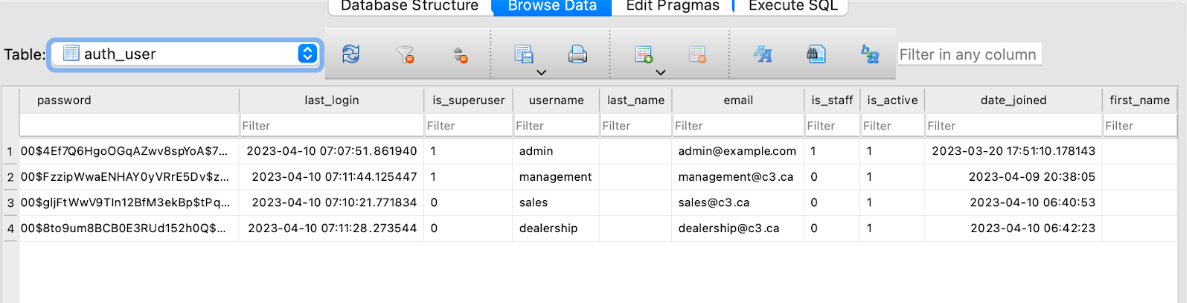 Database Structure Browse Data Edit Pragmas Execute SQL
Table: auth_user Filter in any column
password last_login is_superuser username last_name email is_staff is_active date_joined first_name
Filter Filter Filter Filter Filter Filter Filter Filter Filter
1 00$4Ef7Q6HgoOGqAZwv8spYoA$7... 2023-04-10 07:07:51.861940 1 admin admin@example.com 1 1 2023-03-20 17:51:10.178143
2 00$FzzipWwaENHAY0yVRrE5Dv$z... 2023-04-10 07:11:44.125447 1 management management@c3.ca 0 1 2023-04-09 20:38:05
3 00$gljFtWwV9TIn12BfM3ekBp$tPq... 2023-04-10 07:10:21.771834 0 sales sales@c3.ca 0 1 2023-04-10 06:40:53
4 00$8to9um8BCB0E3RUd152h0Q$... 2023-04-10 07:11:28.273544 0 dealership dealership@c3.ca 0 1 2023-04-10 06:42:23